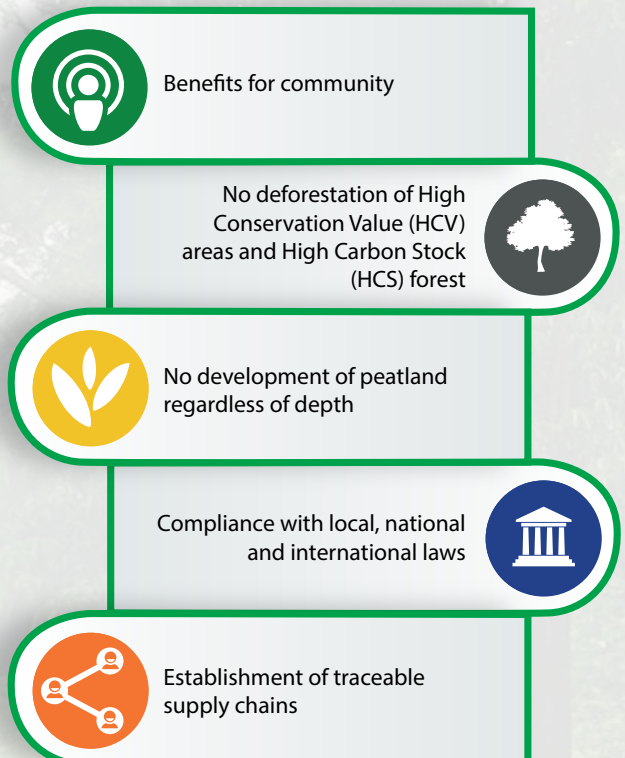 Benefits for community
No deforestation of High
Conservation Value (HCV)
areas and High Carbon Stock
(HCS) forest
No development of peatland
regardless of depth
Compliance with local, national
and international laws
Establishment of traceable
supply chains